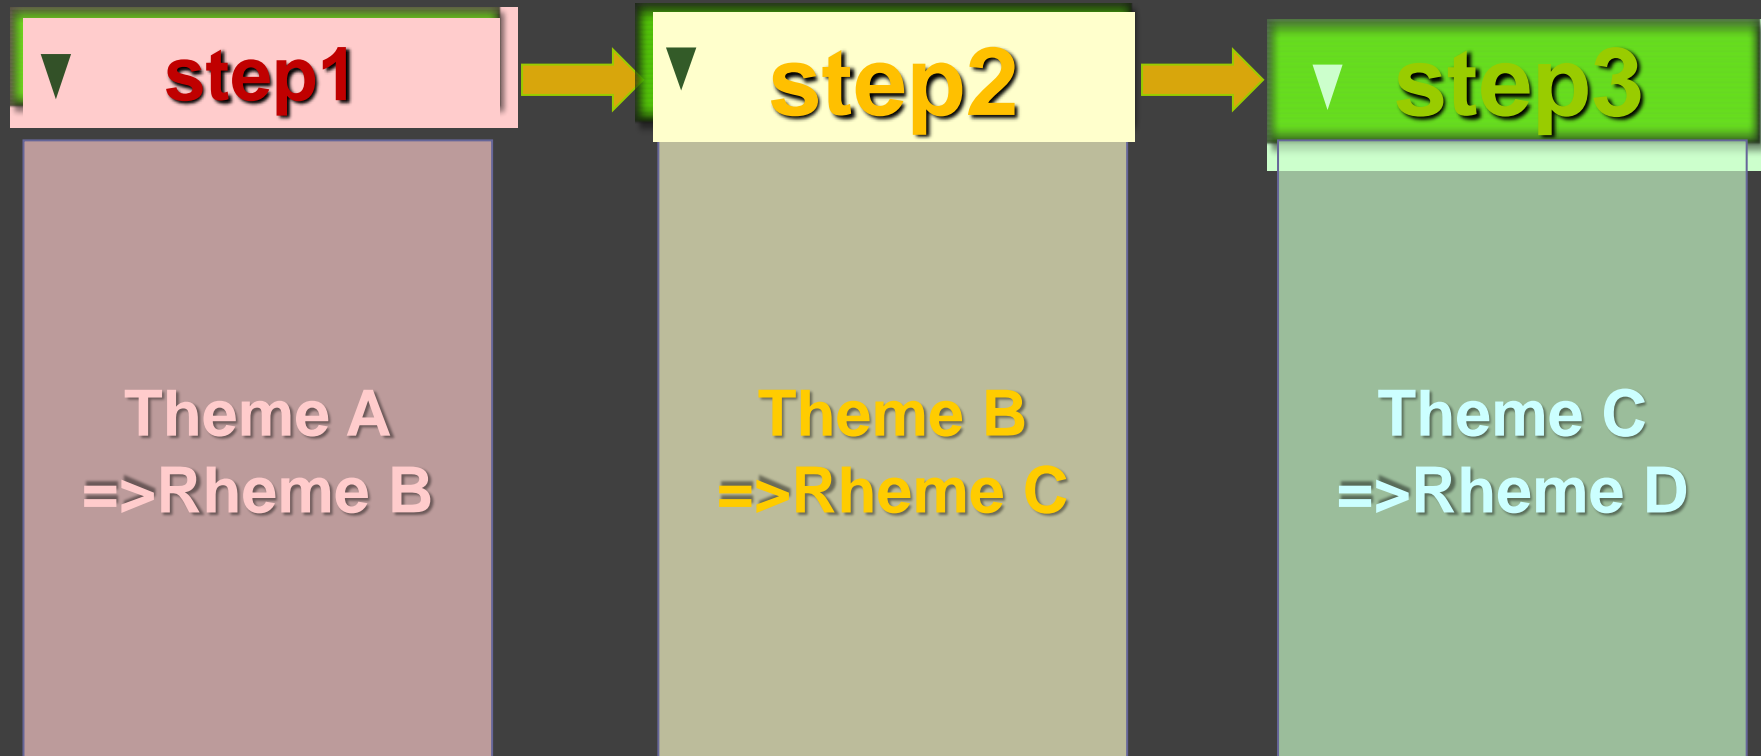 step1
step2
step3
Theme A
=>Rheme B
Theme B
=>Rheme C
Theme C
=>Rheme D